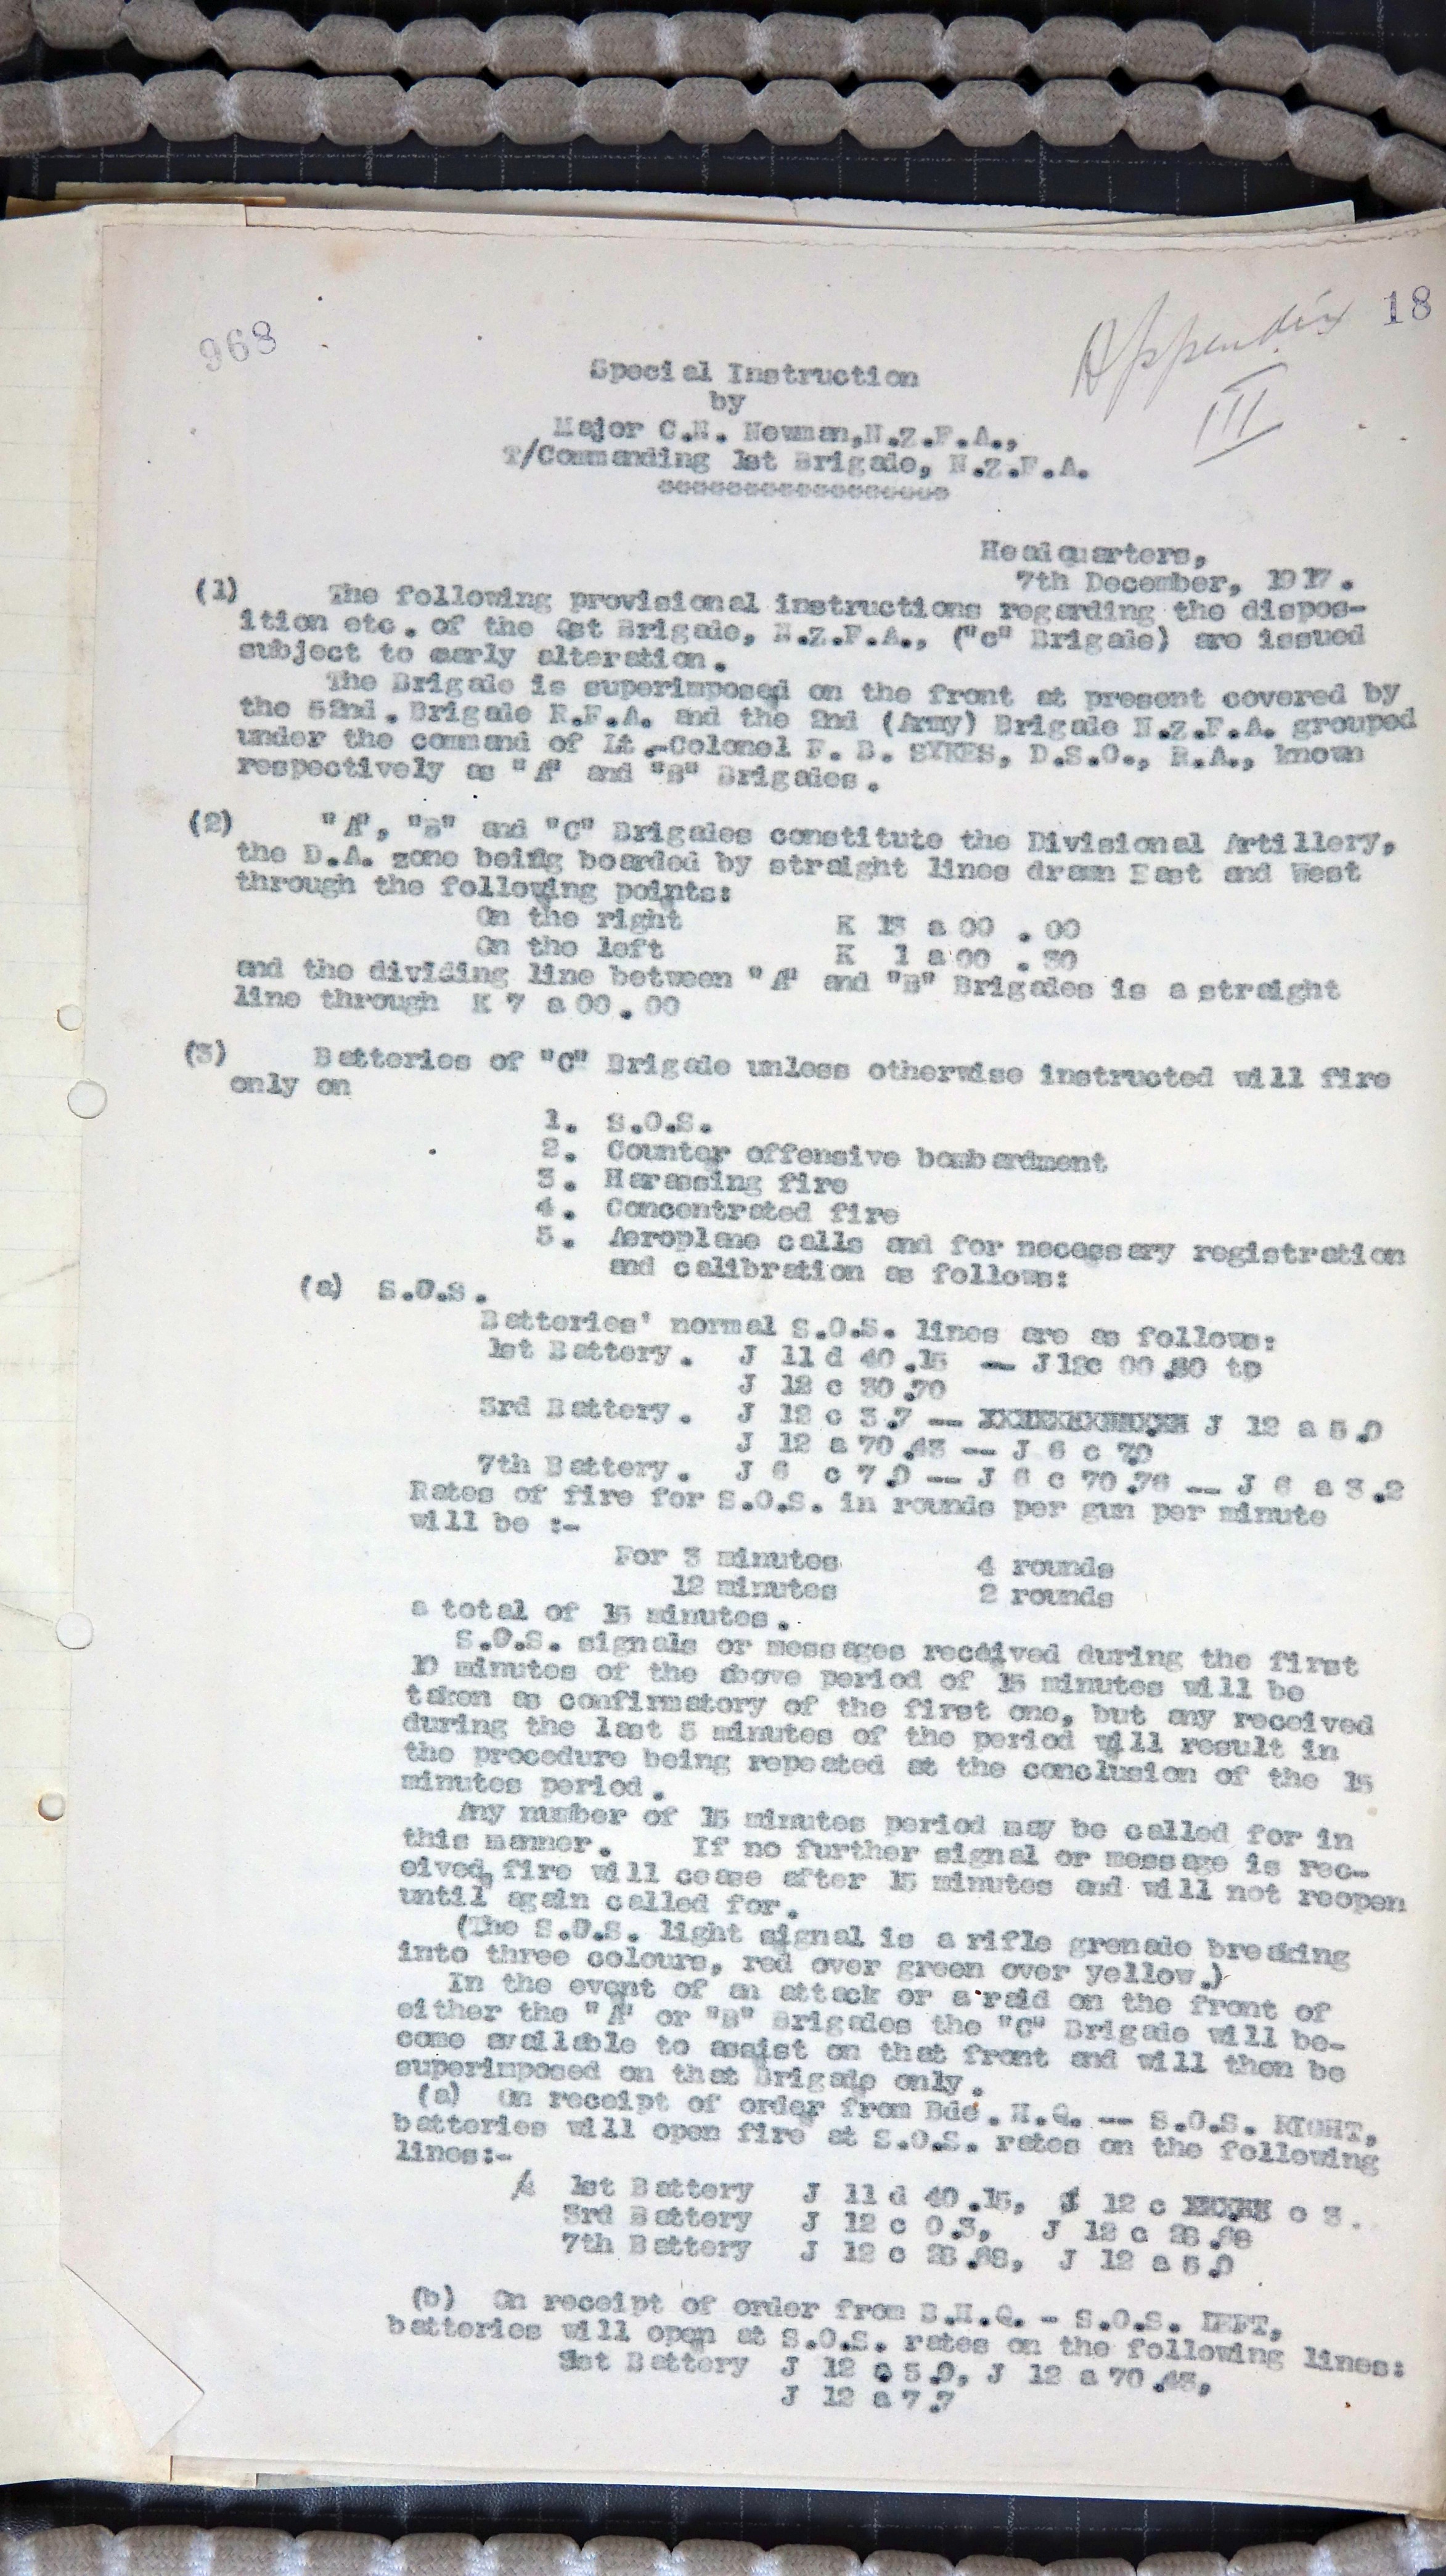 968
Appendix
III
18
Special Instruction
by
Major C.N. Newman,N.Z.F.A.,
T/Commanding 1st Brigade, N.Z.F.A.
Headquarters,
7th December, 1917.
(1) The following provisional instructions regarding the dispos-
ition etc. of the 1st Brigade, N.Z.F.A., ("c" Brigade) are issued
subject to early alteration.
The Brigade is superimposed on the front at present covered by
the 52nd. Brigade R.F.A. and the 2nd (Army) Brigade N.Z.F.A. grouped
under the command of Lt.-Colonel F. B. SYKES, D.S.O., R.A., known
respectively as "A" and "B" Brigades.
(2) "A", "B" and "C" Brigades constitute the Divisional Artillery,
the D.A. zone being boarded by straight lines drawn East and West
through the following points:
On the right K 13 a 00 . 00
On the left K 1 a 00 . 30
and the dividing line between "A" and "B" Brigades is a straight
line through K 7 a 00.00
(3) Batteries of "C" Brigade unless otherwise instructed will fire
only on
1. S.O.S.
2. Counter offensive bombardment
3. Harassing fire
4. Concentrated fire
5. Aeroplane calls and for necessary registration
and calibration as follows:
(a) S.O.S.
Batteries' normal S.O.S. lines are as follows:
1st Battery. J 11 d 40.15 -- J 12c 00.30 to
J 12 c 30.70
3rd Battery. J 12 c 3.7 -- J 12 a 5.0
J 12 a 70.43 -- J 6 c 70
7th Battery. J 6 c 7.0 -- J 6 c 70.76 -- J 6 a 3.2
Rates of fire for S.O.S. in rounds per gun per minute
will be :-
For 3 minutes 4 rounds
12 minutes 2 rounds
a total of 15 minutes.
S.O.S. signals or messages received during the first
10 minutes of the above period of 15 minutes will be
taken as confirmatory of the first one, but any received
during the last 5 minutes of the period will result in
the procedure being repeated at the conclusion of the 15
minutes period.
Any number of 15 minutes period may be called for in
this manner. If no further signal or message is rec-
eived, fire will cease after 15 minutes and will not reopen
until again called for.
(The S.O.S. light signal is a rifle grenade breaking
into three colours, red over green over yellow.)
In the event of an attack or a raid on the front of
either the "A" or "B" Brigades the "C" Brigade will be-
come available to assist on that front and will then be
superimposed on that Brigade only.
(a) On receipt of order from Bde. H.Q. -- S.O.S. RIGHT,
batteries will open fire at S.O.S. rates on the following
lines:-
1st Battery J 11 d 40.15, J 12 c 0 3.
3rd Battery J 12 c 0.3, J 12 c 28.68
7th Battery J 12 c 28.68, J 12 a 5.0
(b) On receipt of order from B.H.Q. - S.O.S. LEFT,
batteries will open at S.O.S. rates on the following lines:
1st Battery J 12 a 5.0, J 12 a 70.43,
J 12 a 7.7